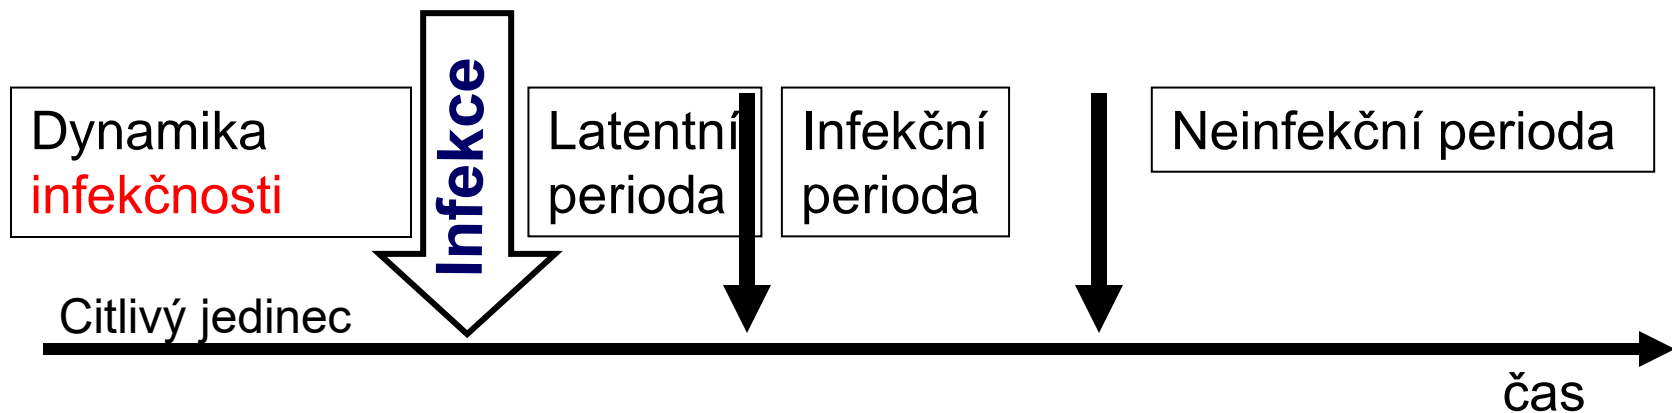 Dynamika
infekčnosti
Infekce
Latentní
perioda
Infekční
perioda
Neinfekční perioda
Citlivý jedinec
čas